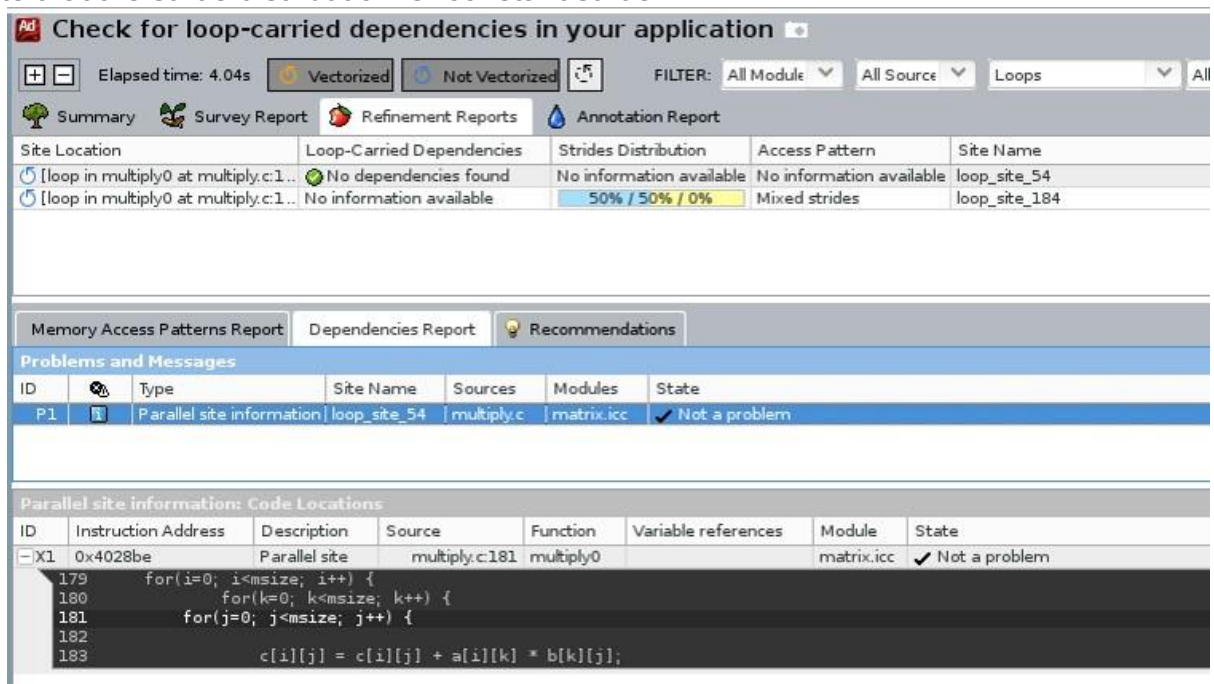 Check for loop-carried dependencies in your application
Elapsed time: 4.04s Vectorized Not Vectorized FILTER: All Module All Source Loops All
Summary Survey Report Refinement Reports Annotation Report
Site Location Loop-Carried Dependencies Strides Distribution Access Pattern Site Name
[loop in multiply0 at multiply.c:1... No dependencies found No information available No information available loop_site_54
[loop in multiply0 at multiply.c:1... No information available 50% / 50% / 0% Mixed strides loop_site_184
Memory Access Patterns Report Dependencies Report Recommendations
Problems and Messages
ID Type Site Name Sources Modules State
P1 Parallel site information loop_site_54 multiply.c matrix.icc Not a problem
Parallel site information: Code Locations
ID Instruction Address Description Source Function Variable references Module State
X1 0x4028be Parallel site multiply.c:181 multiply0 matrix.icc Not a problem
179 for(i=0; i<msize; i++) {
180 for(k=0; k<msize; k++) {
181 for(j=0; j<msize; j++) {
182
183 c[i][j] = c[i][j] + a[i][k] * b[k][j];